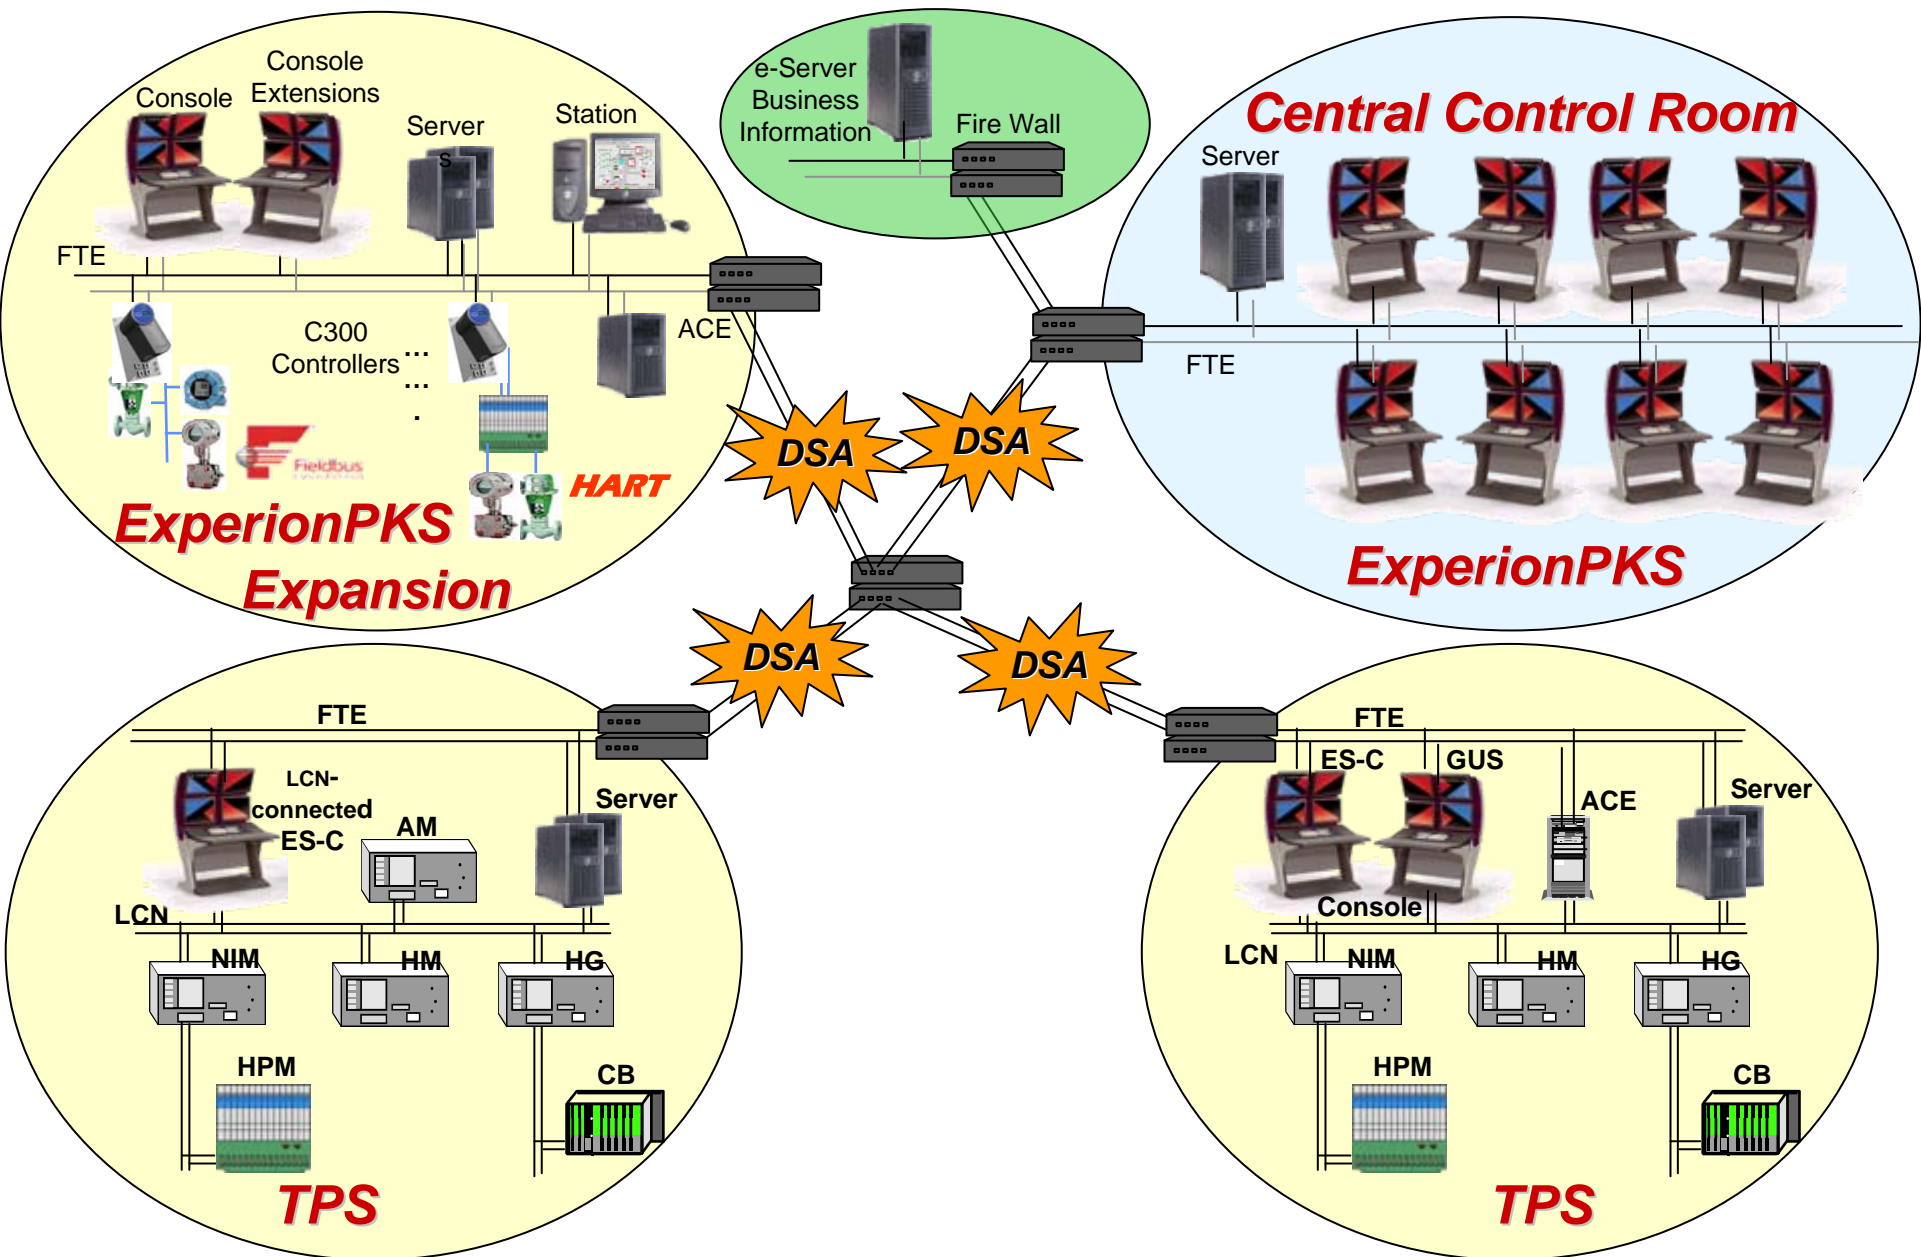 Console
Console
Extensions
Servers
Station
FTE
C300
Controllers
...
...
.
ACE
Fieldbus
HART
ExperionPKS
Expansion
e-Server
Business
Information
Fire Wall
Central Control Room
Server
FTE
ExperionPKS
DSA
DSA
DSA
DSA
FTE
LCN-
connected
ES-C
AM
Server
LCN
NIM
HM
HG
HPM
CB
TPS
FTE
ES-C
GUS
ACE
Server
Console
LCN
NIM
HM
HG
HPM
CB
TPS